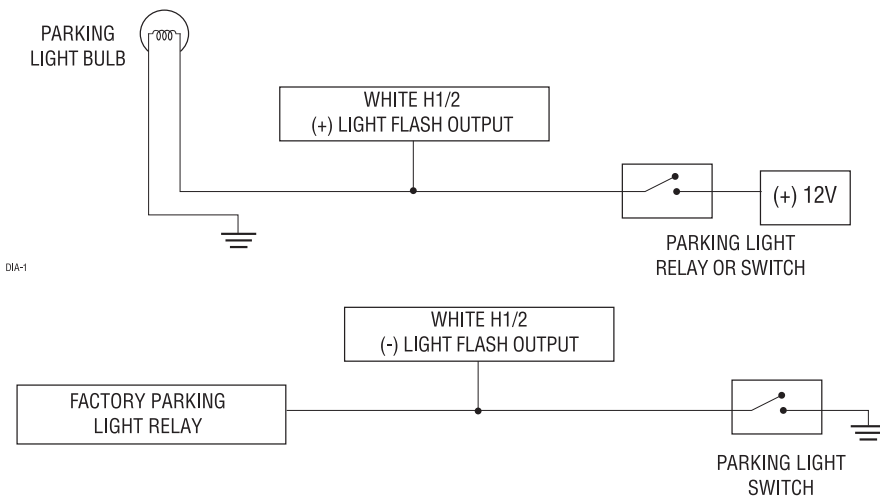 PARKING
LIGHT BULB
WHITE H1/2
(+) LIGHT FLASH OUTPUT
(+) 12V
PARKING LIGHT
RELAY OR SWITCH
DIA-1
WHITE H1/2
(-) LIGHT FLASH OUTPUT
FACTORY PARKING
LIGHT RELAY
PARKING LIGHT
SWITCH